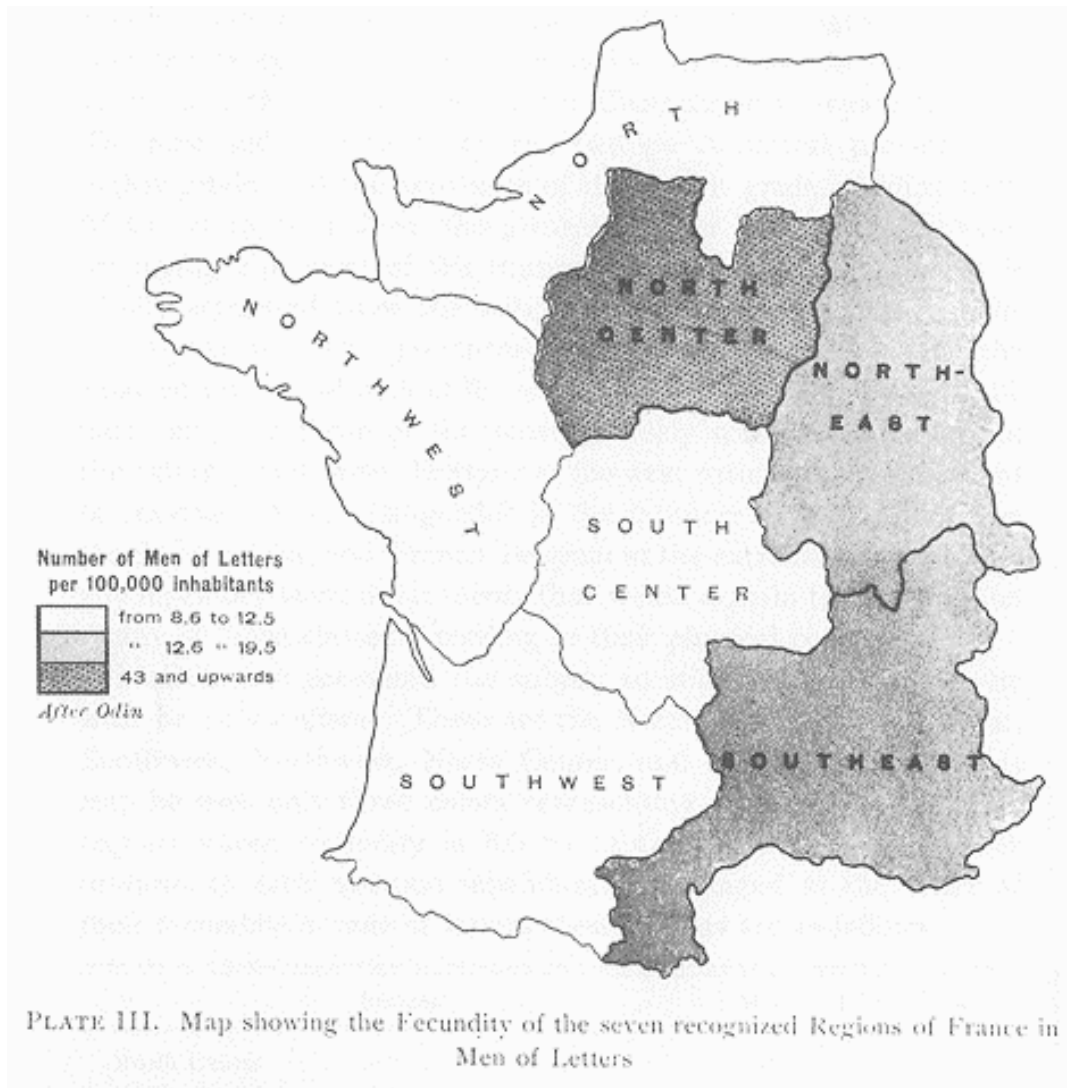 NORTH
NORTH
CENTER
NORTHWEST
NORTH-
EAST
SOUTH
CENTER
Number of Men of Letters
per 100,000 inhabitants
from 8.6 to 12.5
" 12.6 " 19.5
43 and upwards
After Odin
SOUTHEAST
SOUTHWEST
PLATE III. Map showing the Fecundity of the seven recognized Regions of France in
Men of Letters